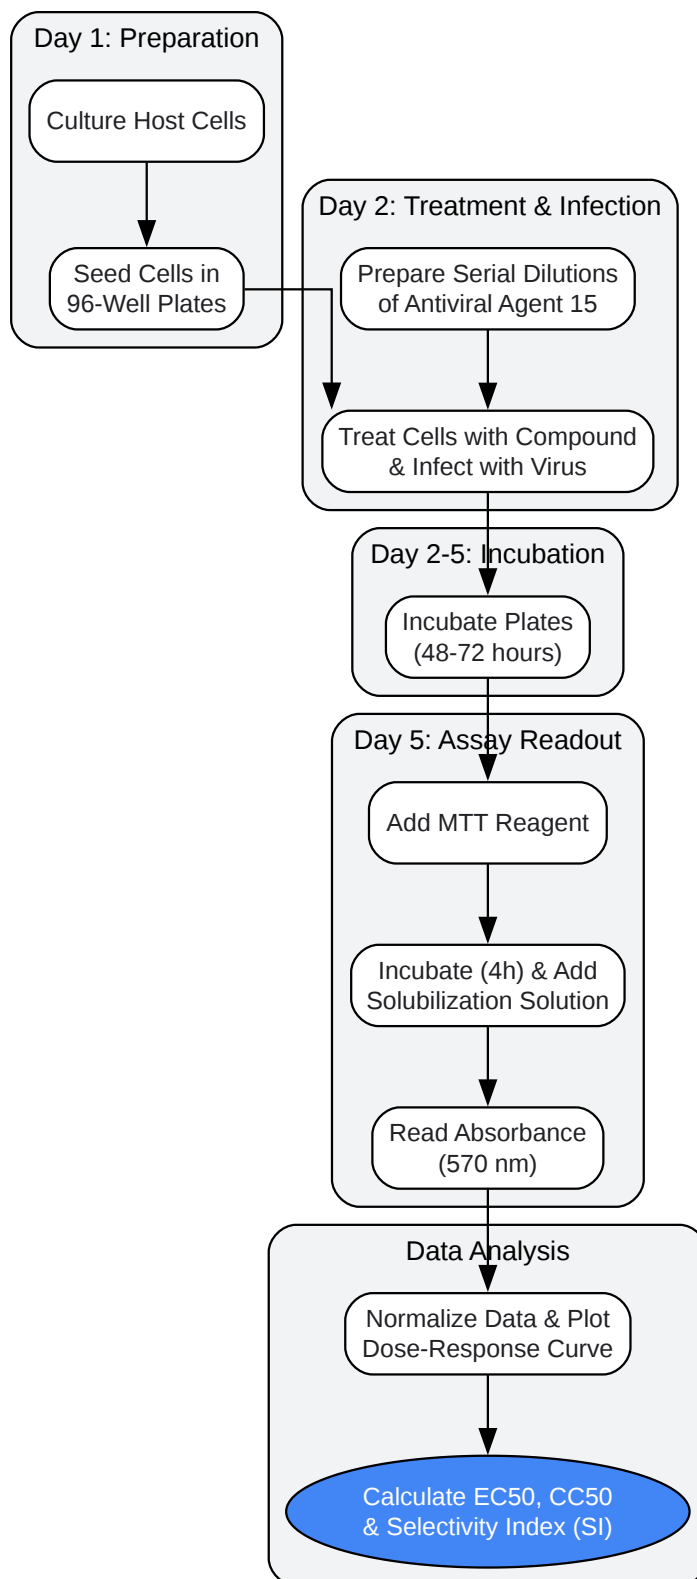 Day 1: Preparation
Culture Host Cells
Seed Cells in
96-Well Plates
Day 2: Treatment & Infection
Prepare Serial Dilutions
of Antiviral Agent 15
Treat Cells with Compound
& Infect with Virus
Day 2-5: Incubation
Incubate Plates
(48-72 hours)
Day 5: Assay Readout
Add MTT Reagent
Incubate (4h) & Add
Solubilization Solution
Read Absorbance
(570 nm)
Data Analysis
Normalize Data & Plot
Dose-Response Curve
Calculate EC50, CC50
& Selectivity Index (SI)